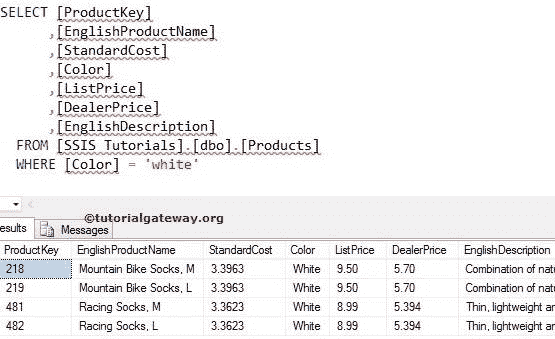 SELECT [ProductKey]
,[EnglishProductName]
,[StandardCost]
,[Color]
,[ListPrice]
,[DealerPrice]
,[EnglishDescription]
FROM [SSIS Tutorials].[dbo].[Products]
WHERE [Color] = 'white'
©tutorialgateway.org
esults Messages
ProductKey EnglishProductName StandardCost Color ListPrice DealerPrice EnglishDescription
218 Mountain Bike Socks, M 3.3963 White 9.50 5.70 Combination of natu
219 Mountain Bike Socks, L 3.3963 White 9.50 5.70 Combination of natu
481 Racing Socks, M 3.3623 White 8.99 5.394 Thin, lightweight an
482 Racing Socks, L 3.3623 White 8.99 5.394 Thin, lightweight an